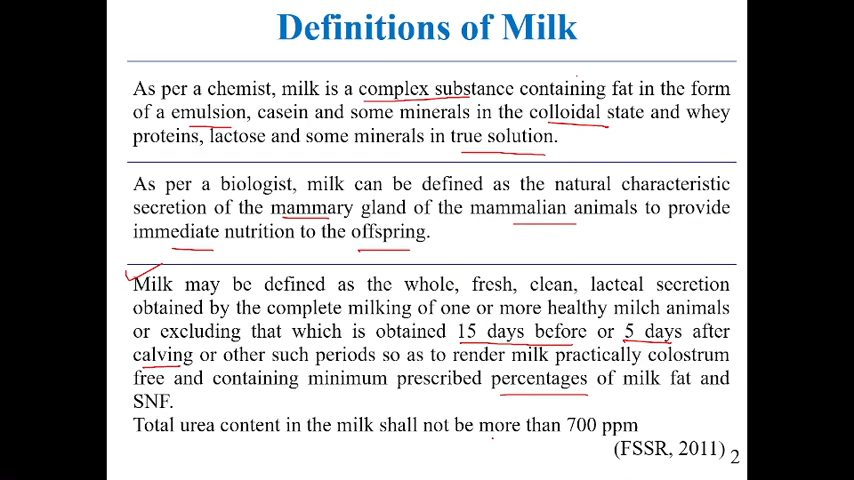 Definitions of Milk
As per a chemist, milk is a complex substance containing fat in the form
of a emulsion, casein and some minerals in the colloidal state and whey
proteins, lactose and some minerals in true solution.
As per a biologist, milk can be defined as the natural characteristic
secretion of the mammary gland of the mammalian animals to provide
immediate nutrition to the offspring.
Milk may be defined as the whole, fresh, clean, lacteal secretion
obtained by the complete milking of one or more healthy milch animals
or excluding that which is obtained 15 days before or 5 days after
calving or other such periods so as to render milk practically colostrum
free and containing minimum prescribed percentages of milk fat and
SNF.
Total urea content in the milk shall not be more than 700 ppm
(FSSR, 2011) 2